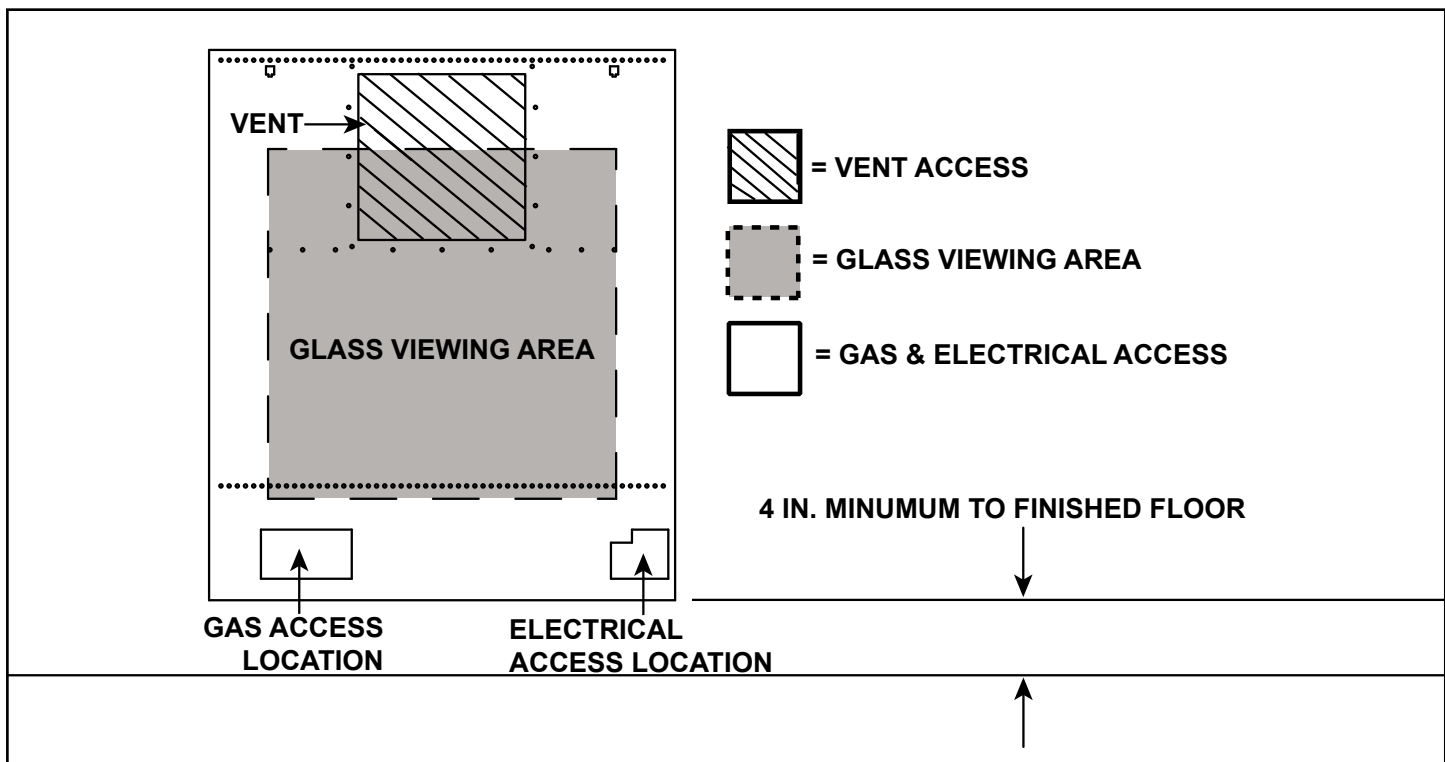 VENT
= VENT ACCESS
= GLASS VIEWING AREA
GLASS VIEWING AREA
= GAS & ELECTRICAL ACCESS
4 IN. MINUMUM TO FINISHED FLOOR
GAS ACCESS
LOCATION
ELECTRICAL
ACCESS LOCATION